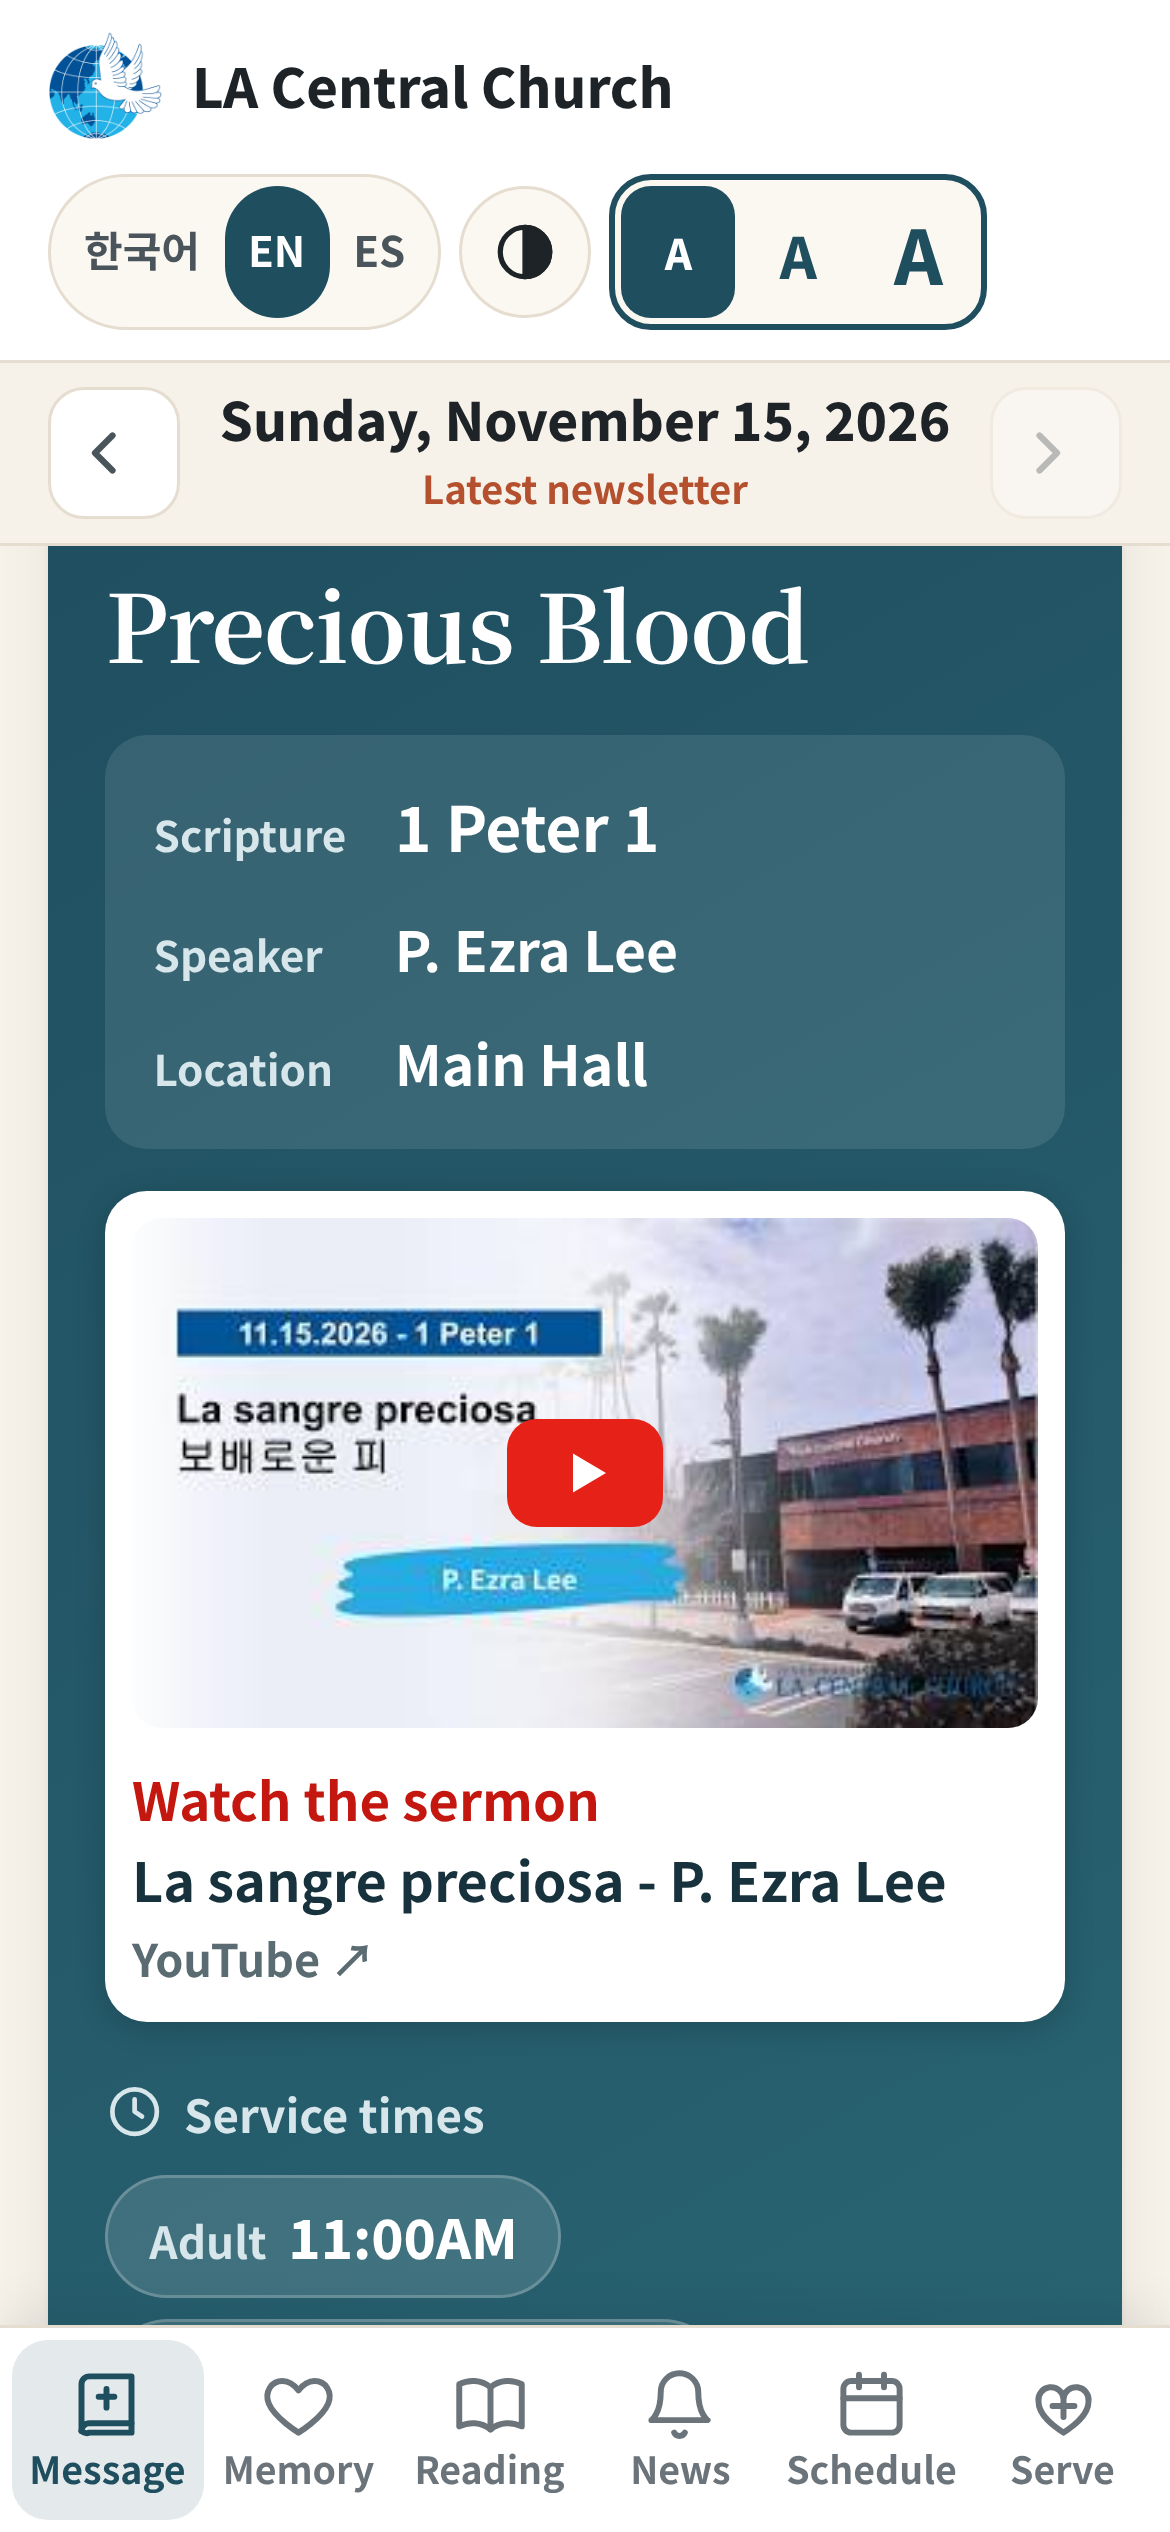 LA Central Church
한국어 EN ES A A A
Sunday, November 15, 2026
Latest newsletter
Precious Blood
Scripture 1 Peter 1
Speaker P. Ezra Lee
Location Main Hall
11.15.2026 - 1 Peter 1
La sangre preciosa
보배로운 피
P. Ezra Lee
LA CENTRAL CHURCH
Watch the sermon
La sangre preciosa - P. Ezra Lee
YouTube ↗
Service times
Adult 11:00AM
Message Memory Reading News Schedule Serve